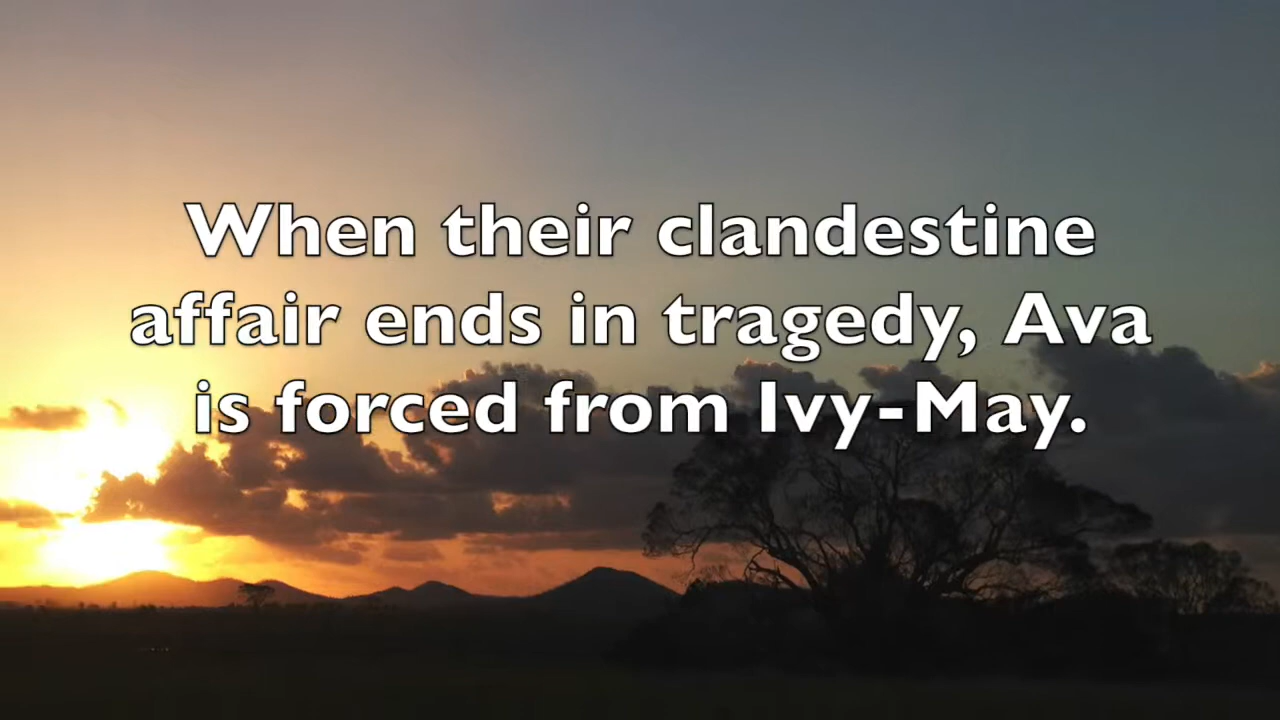 When their clandestine
affair ends in tragedy, Ava
is forced from Ivy-May.